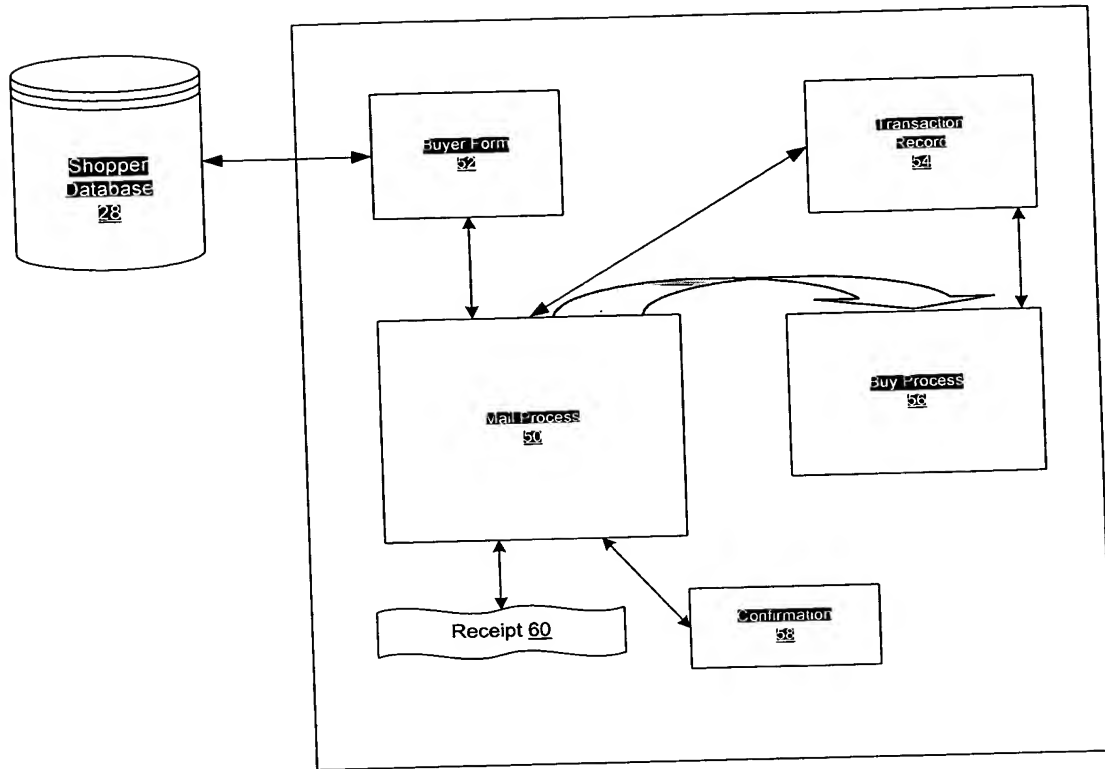 Shopper
Database
28
Buyer Form
52
Transaction
Record
54
Mail Process
50
Buy Process
56
Receipt 60
Confirmation
58